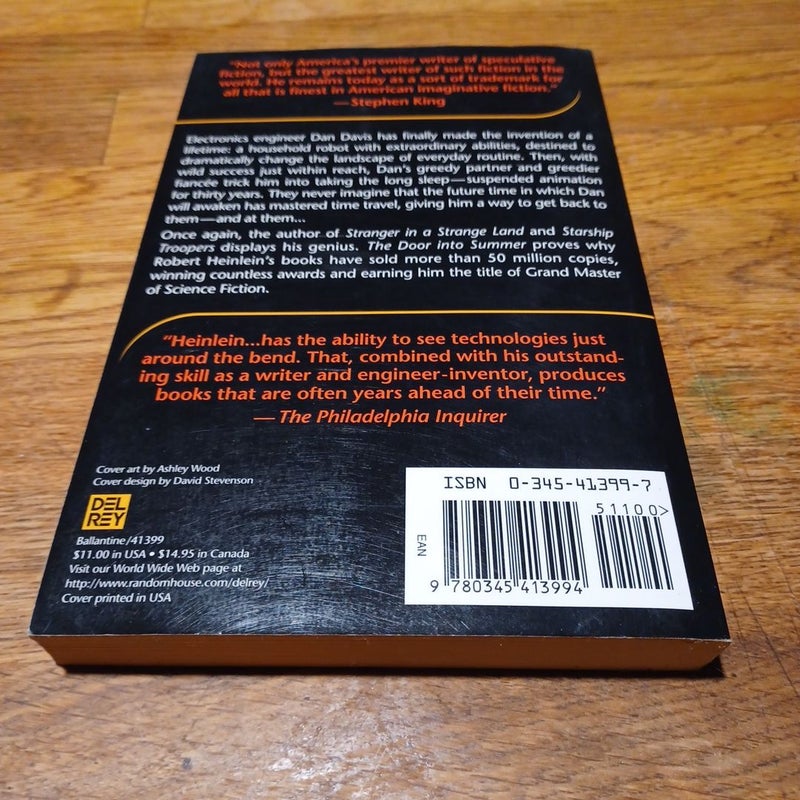 "Not only America's premier writer of speculative
fiction, but the greatest writer of such fiction in the
world. He remains today as a sort of trademark for
all that is finest in American imaginative fiction."
—Stephen King
Electronics engineer Dan Davis has finally made the invention of a
lifetime: a household robot with extraordinary abilities, destined to
dramatically change the landscape of everyday routine. Then, with
wild success just within reach, Dan's greedy partner and greedier
fiancée trick him into taking the long sleep—suspended animation
for thirty years. They never imagine that the future time in which Dan
will awaken has mastered time travel, giving him a way to get back to
them—and at them...
Once again, the author of Stranger in a Strange Land and Starship
Troopers displays his genius. The Door into Summer proves why
Robert Heinlein's books have sold more than 50 million copies,
winning countless awards and earning him the title of Grand Master
of Science Fiction.
"Heinlein...has the ability to see technologies just
around the bend. That, combined with his outstand-
ing skill as a writer and engineer-inventor, produces
books that are often years ahead of their time."
—The Philadelphia Inquirer
Cover art by Ashley Wood
Cover design by David Stevenson
DEL
REY
Ballantine/41399
$11.00 in USA • $14.95 in Canada
Visit our World Wide Web page at
http://www.randomhouse.com/delrey/
Cover printed in USA
ISBN 0-345-41399-7
51100>
EAN
9 780345 413994